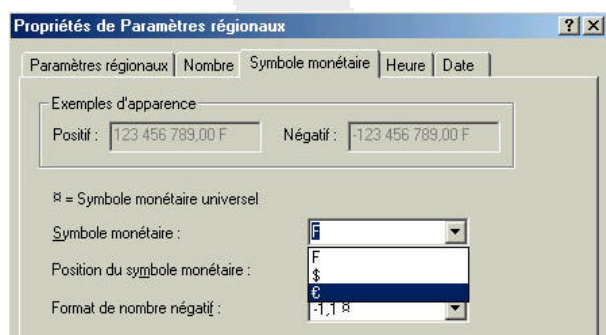 Propriétés de Paramètres régionaux
Paramètres régionaux Nombre Symbole monétaire Heure Date
Exemples d'apparence
Positif : 123 456 789,00 F Négatif : -123 456 789,00 F
¤ = Symbole monétaire universel
Symbole monétaire : F
F
Position du symbole monétaire : $
€
Format de nombre négatif : -1,1 ¤